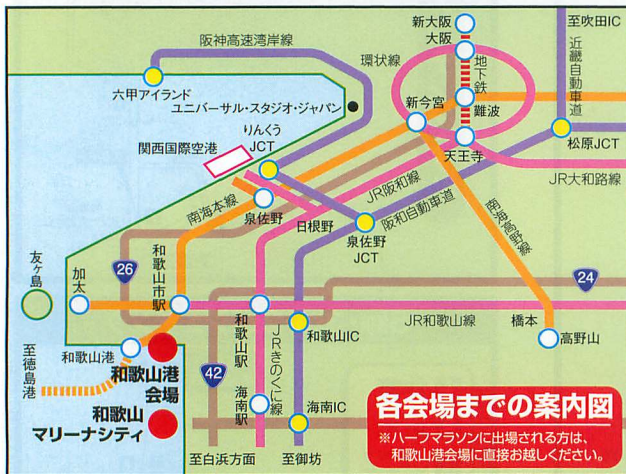 新大阪
大阪
至吹田IC
阪神高速湾岸線
環状線
地下鉄
近畿自動車道
六甲アイランド
ユニバーサル・スタジオ・ジャパン
新今宮
難波
りんくう
JCT
関西国際空港
天王寺
松原JCT
JR阪和線
JR大和路線
南海本線
泉佐野
日根野
阪和自動車道
泉佐野
JCT
南海高野線
友ヶ島
加太
26
和歌山市駅
24
和歌山駅
和歌山IC
JR和歌山線
橋本
高野山
至徳島港
和歌山港
和歌山港
会場
42
JRきのくに線
海南駅
海南IC
和歌山
マリーナシティ
至白浜方面
至御坊
各会場までの案内図
※ハーフマラソンに出場される方は、
和歌山港会場に直接お越しください。